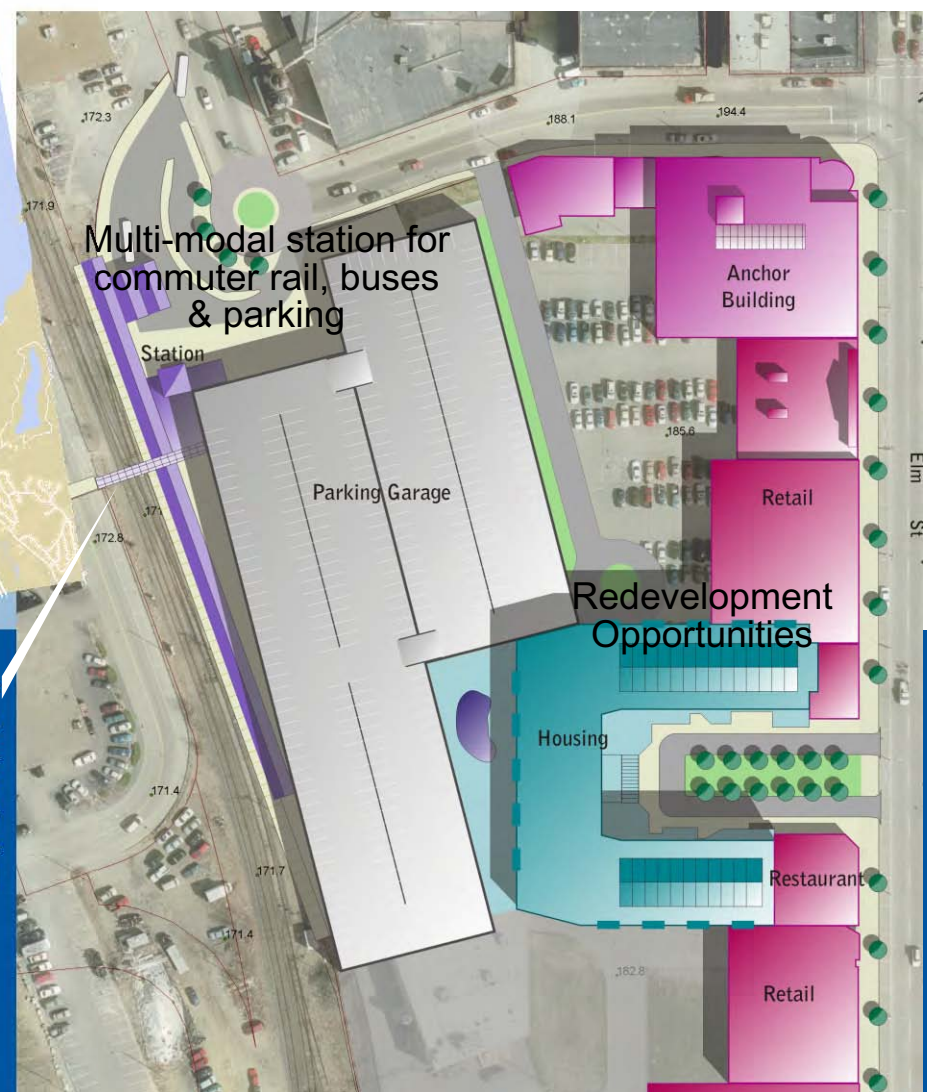 172.3
188.1
194.4
171.9
Multi-modal station for
commuter rail, buses
& parking
Station
Anchor
Building
185.6
Elm St
Parking Garage
Retail
172.8
Redevelopment
Opportunities
Housing
171.4
171.7
Restaurant
171.4
182.8
Retail